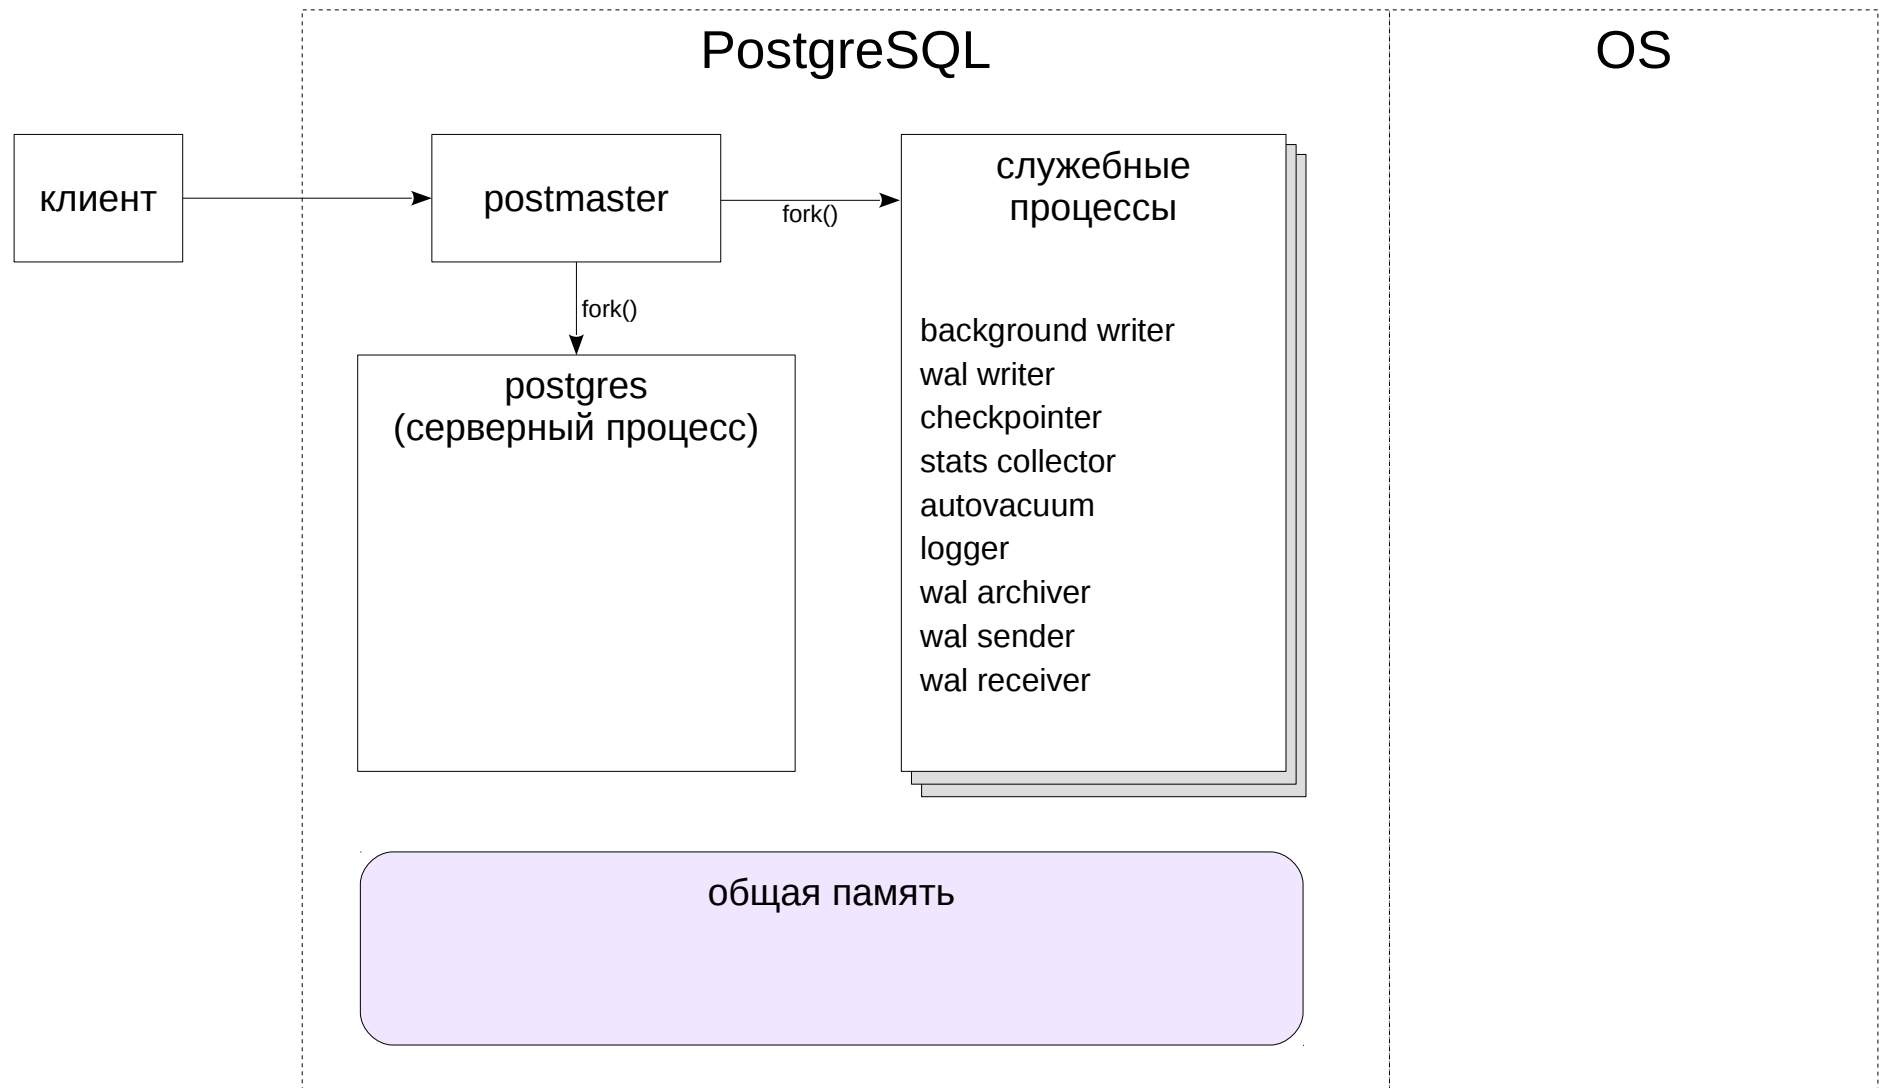 PostgreSQL
OS
клиент
postmaster
fork()
служебные
процессы
fork()
postgres
(серверный процесс)
background writer
wal writer
checkpointer
stats collector
autovacuum
logger
wal archiver
wal sender
wal receiver
общая память